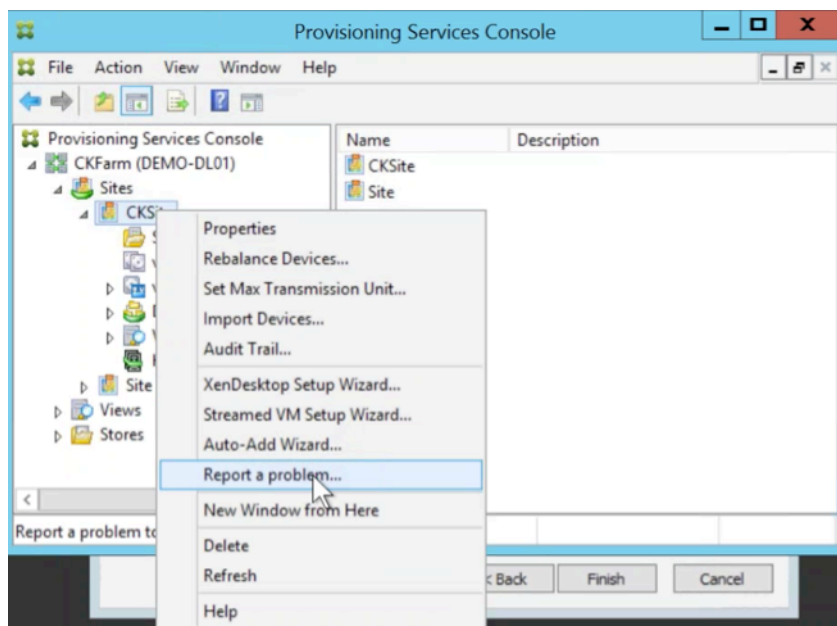 Provisioning Services Console
File Action View Window Help
Provisioning Services Console
CKFarm (DEMO-DL01)
Sites
Site
Views
Stores
Name Description
CKSite
Site
Properties
Rebalance Devices...
Set Max Transmission Unit...
Import Devices...
Audit Trail...
XenDesktop Setup Wizard...
Streamed VM Setup Wizard...
Auto-Add Wizard...
Report a problem...
New Window from Here
Delete
Refresh
Help
Report a problem
Back Finish Cancel